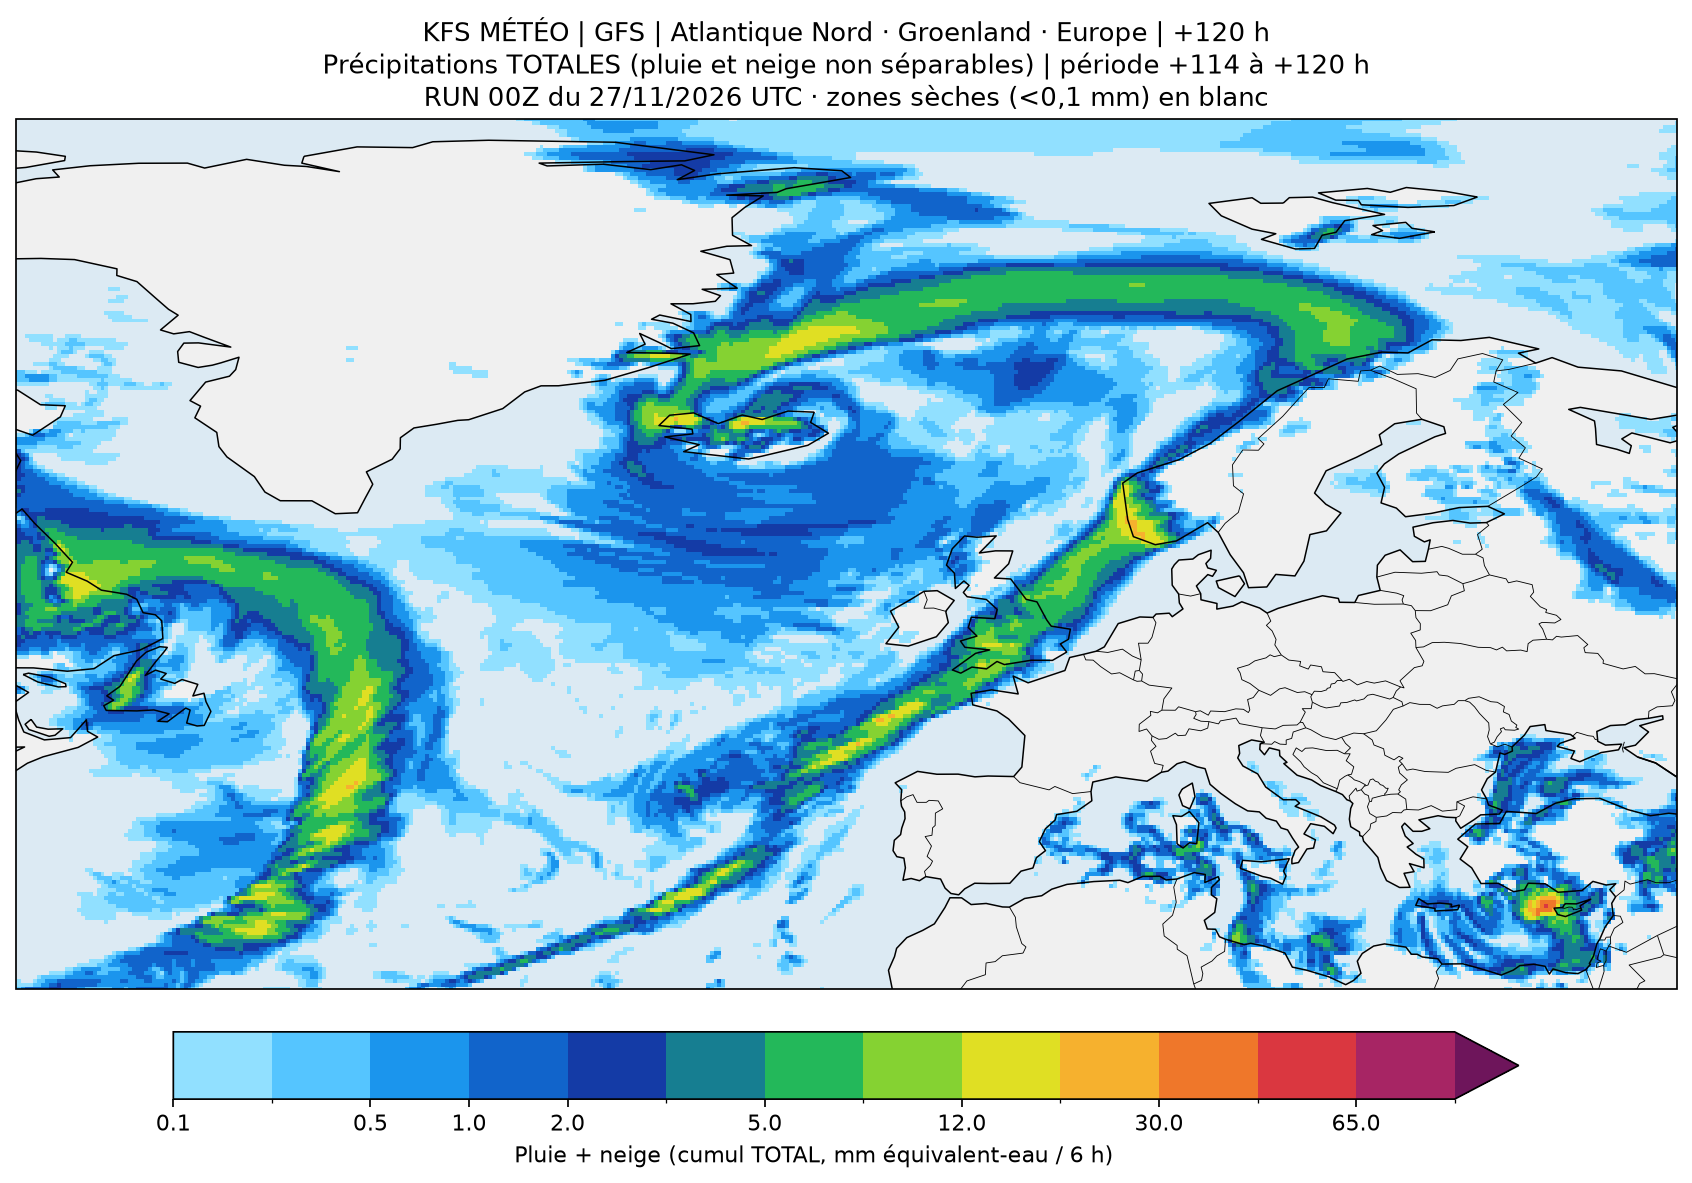 KFS MÉTÉO | GFS | Atlantique Nord · Groenland · Europe | +120 h
Précipitations TOTALES (pluie et neige non séparables) | période +114 à +120 h
RUN 00Z du 27/11/2026 UTC · zones sèches (<0,1 mm) en blanc
0.1 0.5 1.0 2.0 5.0 12.0 30.0 65.0
Pluie + neige (cumul TOTAL, mm équivalent-eau / 6 h)